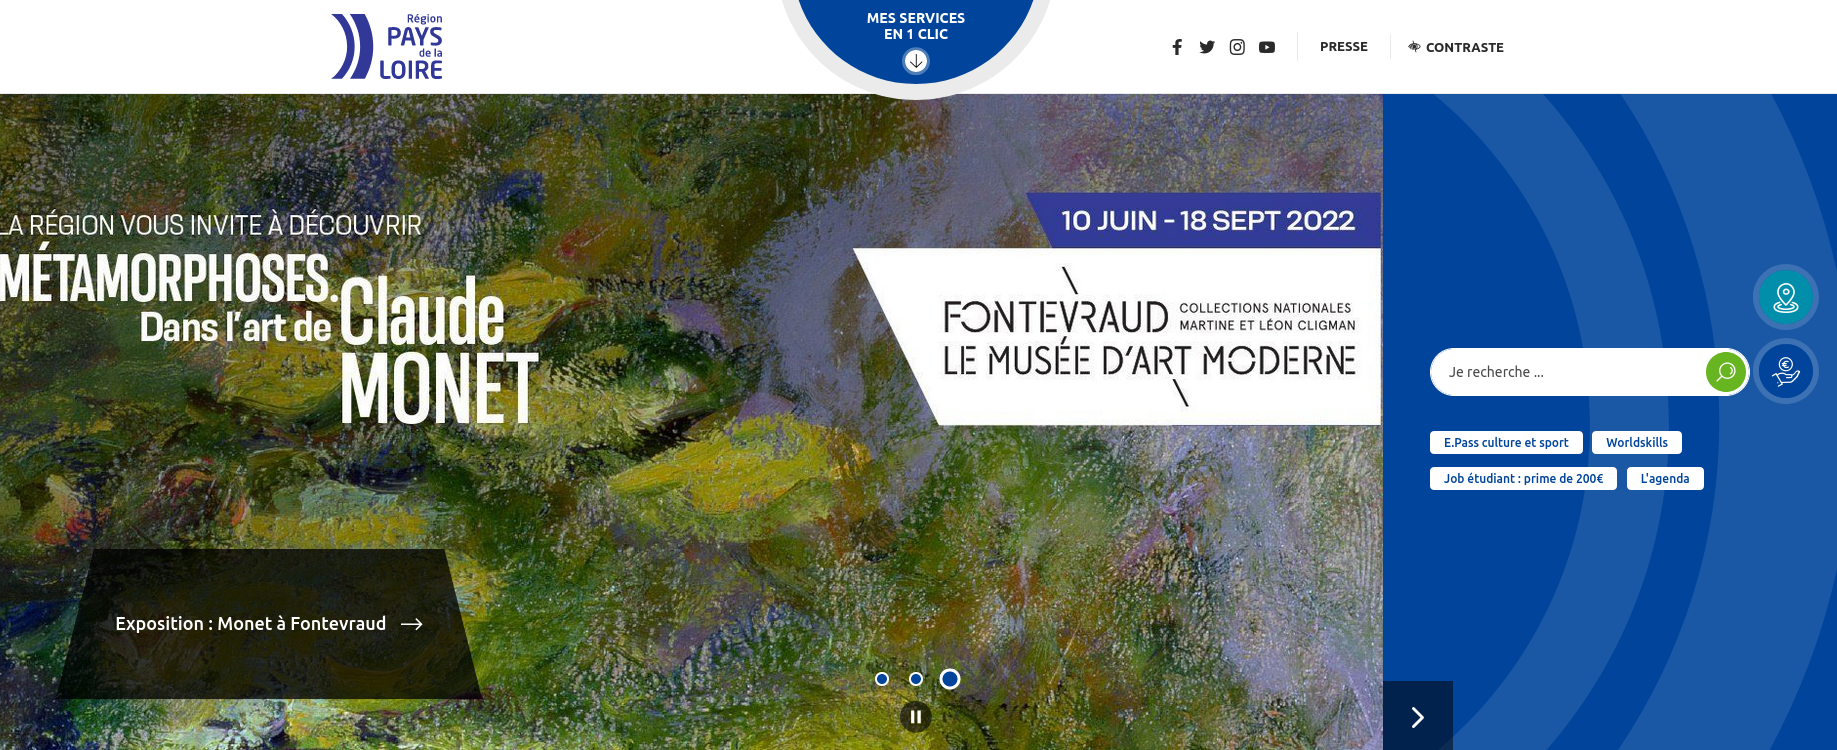 Région
PAYS
de la
LOIRE
MES SERVICES
EN 1 CLIC
PRESSE
CONTRASTE
LA RÉGION VOUS INVITE À DÉCOUVRIR
MÉTAMORPHOSES.
Dans l'art de Claude
MONET
10 JUIN - 18 SEPT 2022
FONTEVRAUD COLLECTIONS NATIONALES
MARTINE ET LÉON CLIGMAN
LE MUSÉE D'ART MODERNE
Exposition : Monet à Fontevraud
Je recherche ...
E.Pass culture et sport
Worldskills
Job étudiant : prime de 200€
L'agenda